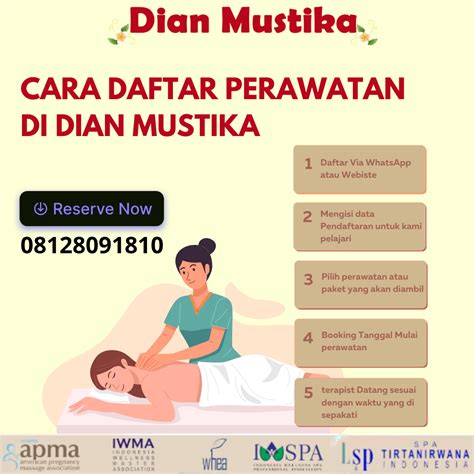 Dian Mustika
CARA DAFTAR PERAWATAN
DI DIAN MUSTIKA
Reserve Now
08128091810
1 Daftar Via WhatsApp
atau Webiste
2 Mengisi data
Pendaftaran untuk kami
pelajari
3 Pilih perawatan atau
paket yang akan diambil
4 Booking Tanggal Mulai
perawatan
5 terapist Datang sesuai
dengan waktu yang di
sepakati
apma
american pregnancy
massage association
IWMA
INDONESIA
WELLNESS
MASTER
ASSOCIATION
whea
SPA
Lsp
SPA
TIRTANIRWANA
INDONESIA